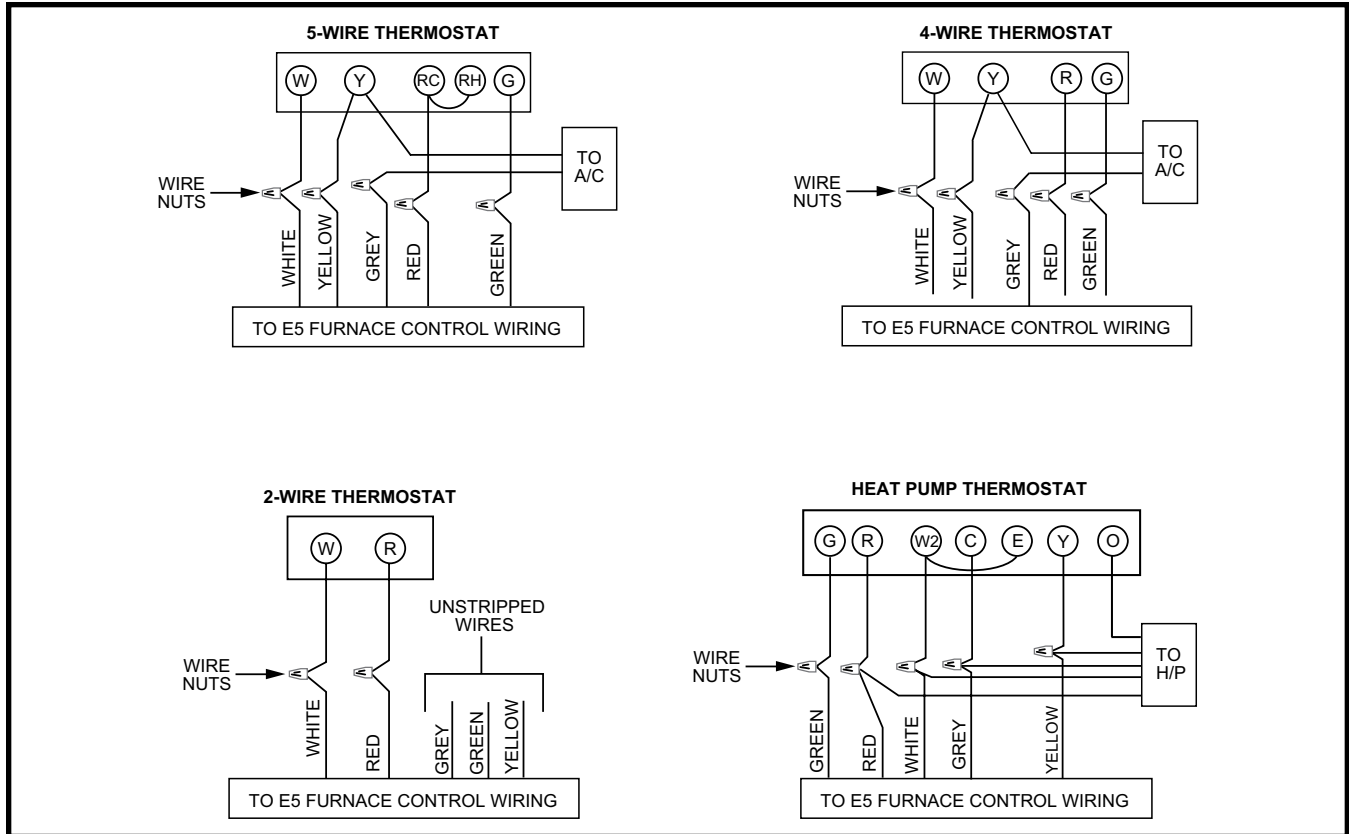 5-WIRE THERMOSTAT
W Y RC RH G
TO
A/C
WIRE
NUTS
WHITE
YELLOW
GREY
RED
GREEN
TO E5 FURNACE CONTROL WIRING
4-WIRE THERMOSTAT
W Y R G
TO
A/C
WIRE
NUTS
WHITE
YELLOW
GREY
RED
GREEN
TO E5 FURNACE CONTROL WIRING
2-WIRE THERMOSTAT
W R
UNSTRIPPED
WIRES
WIRE
NUTS
WHITE
RED
GREY
GREEN
YELLOW
TO E5 FURNACE CONTROL WIRING
HEAT PUMP THERMOSTAT
G R W2 C E Y O
WIRE
NUTS
TO
H/P
GREEN
RED
WHITE
GREY
YELLOW
TO E5 FURNACE CONTROL WIRING